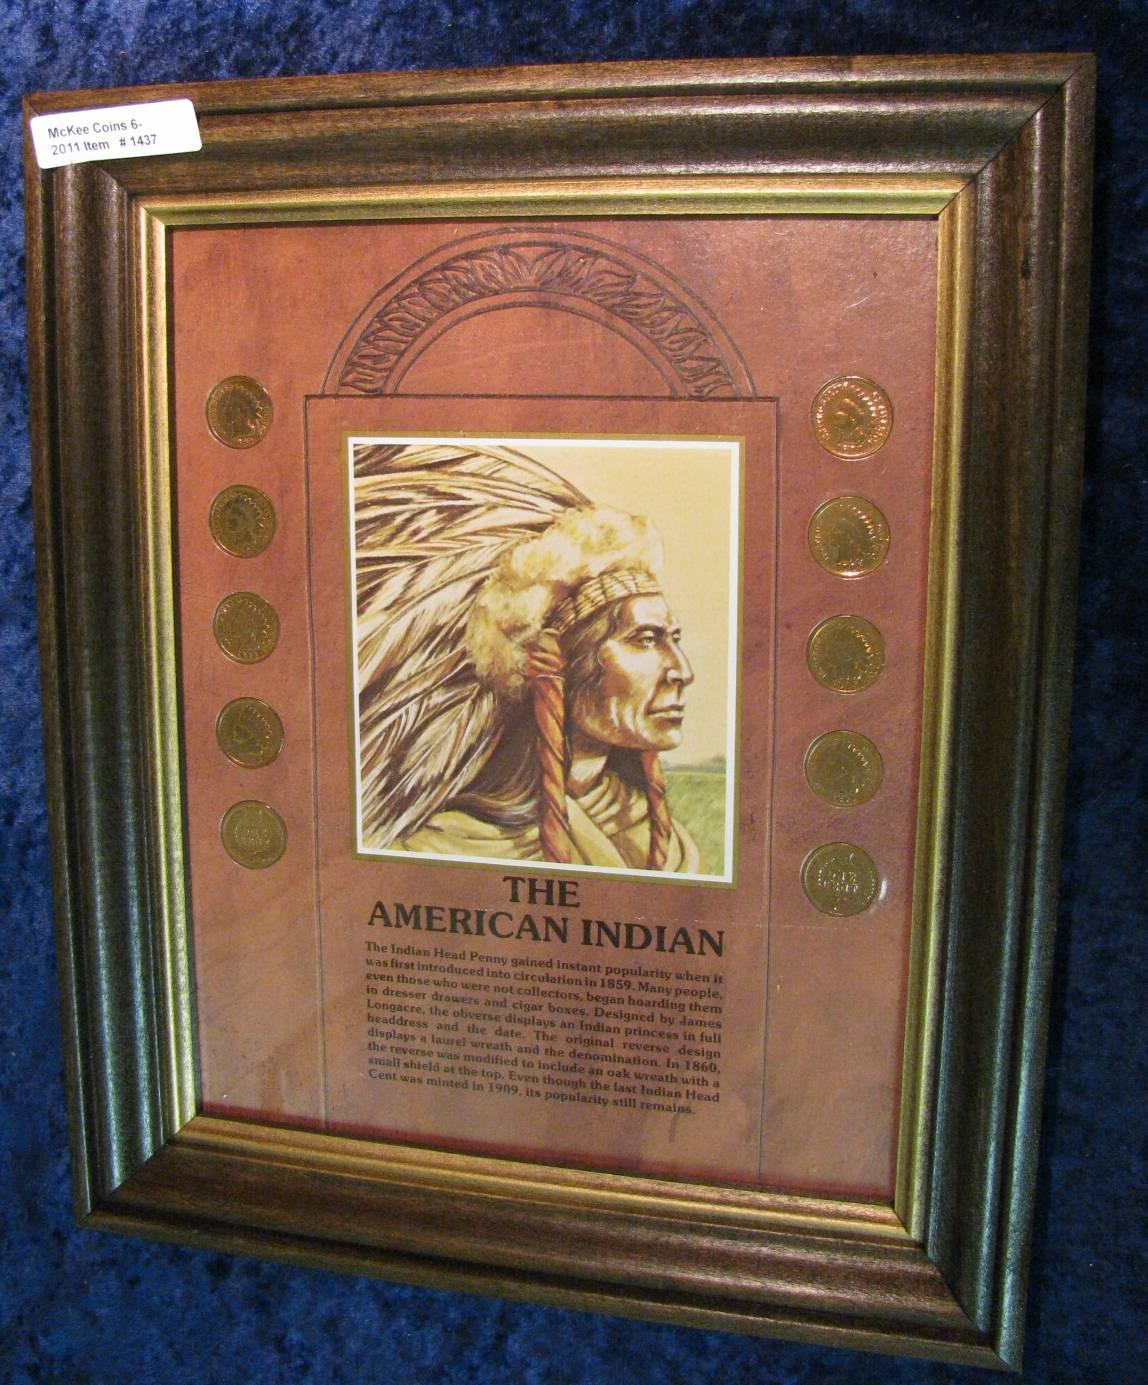 McKee Coins 6-
2011 Item # 1437
THE
AMERICAN INDIAN
The Indian Head Penny gained instant popularity when it
was first introduced into circulation in 1859. Many people,
even those who were not collectors, began hoarding them
in dresser drawers and cigar boxes. Designed by James
Longacre, the obverse displays an Indian princess in full
headdress and the date. The original reverse design
displays a laurel wreath and the denomination. In 1860,
the reverse was modified to include an oak wreath with a
small shield at the top. Even though the last Indian Head
Cent was minted in 1909, its popularity still remains.